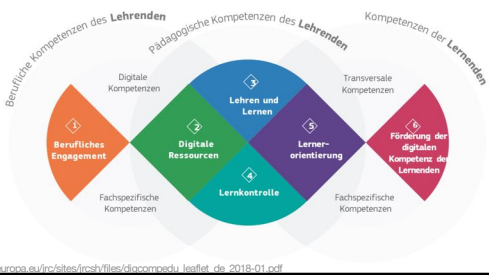 Berufliche Kompetenzen des Lehrenden
Pädagogische Kompetenzen des Lehrenden
Kompetenzen der Lernenden
Digitale
Kompetenzen
Transversale
Kompetenzen
1
Berufliches
Engagement
2
Digitale
Ressourcen
3
Lehren und
Lernen
4
Lernkontrolle
5
Lerner-
orientierung
6
Förderung der
digitalen
Kompetenz der
Lernenden
Fachspezifische
Kompetenzen
Fachspezifische
Kompetenzen
europa.eu/jrc/sites/jrcsh/files/digcompedu_leaflet_de_2018-01.pdf